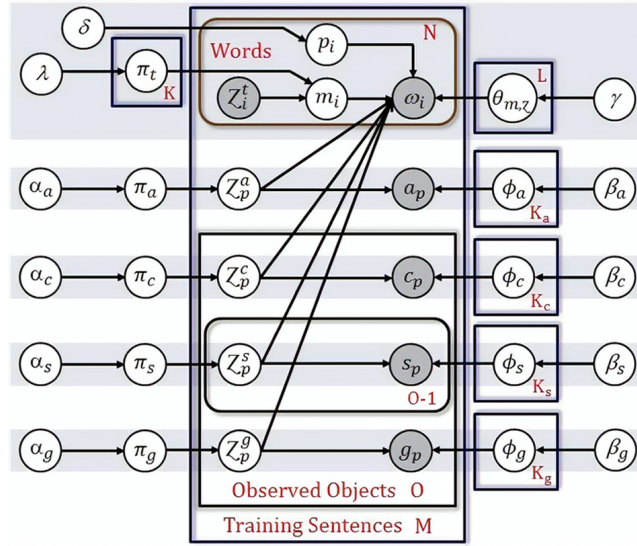 δ p_i N
Words
λ π_t K Z_i^t m_i ω_i L θ_{m,z} γ
α_a π_a Z_p^a a_p ϕ_a K_a β_a
α_c π_c Z_p^c c_p ϕ_c K_c β_c
α_s π_s Z_p^s s_p ϕ_s K_s β_s
O-1
α_g π_g Z_p^g g_p ϕ_g K_g β_g
Observed Objects O
Training Sentences M